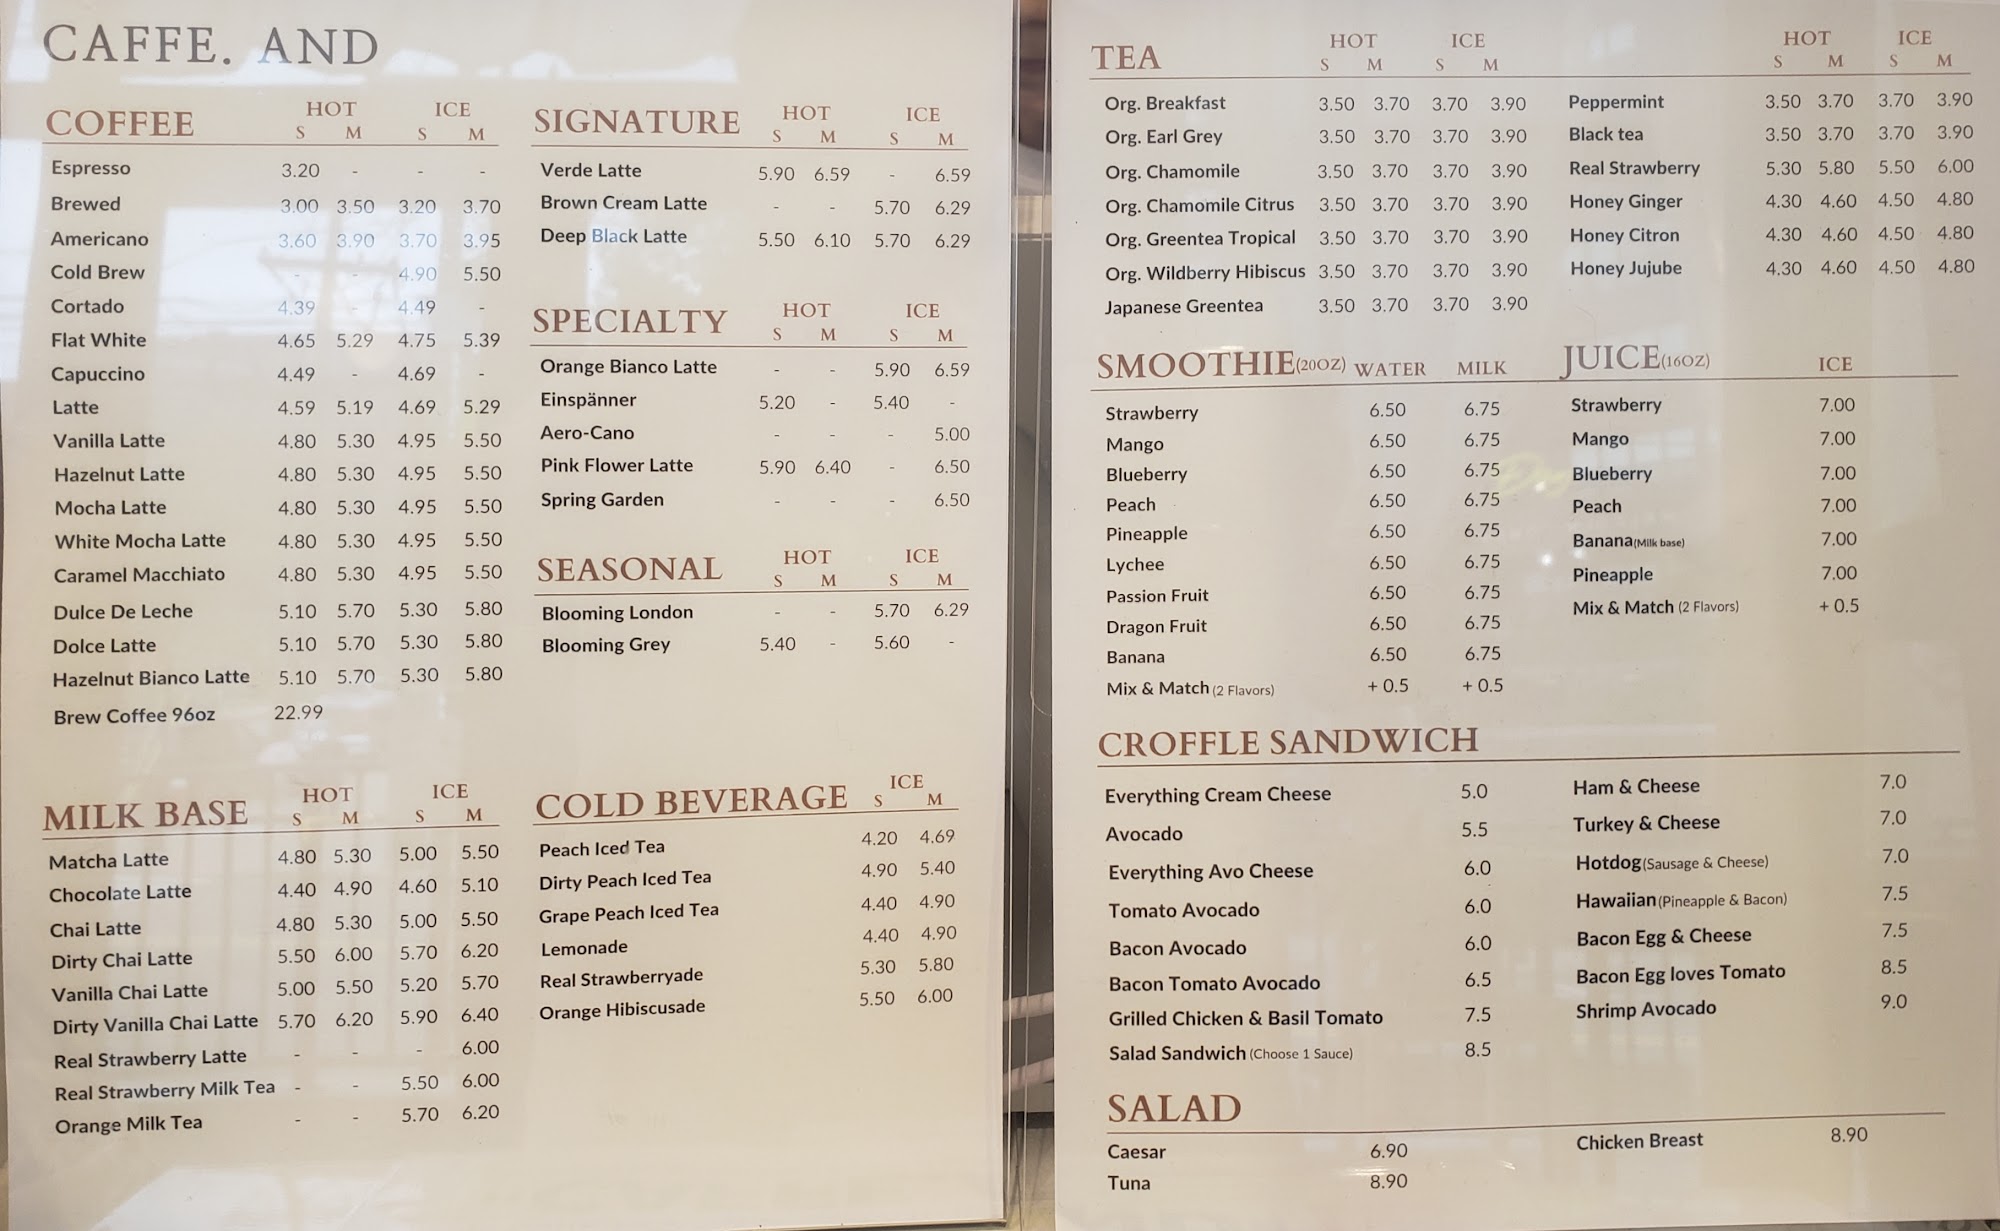 CAFFE. AND
COFFEE HOT ICE
S M S M
Espresso 3.20 - - -
Brewed 3.00 3.50 3.20 3.70
Americano 3.60 3.90 3.70 3.95
Cold Brew - - 4.90 5.50
Cortado 4.39 - 4.49 -
Flat White 4.65 5.29 4.75 5.39
Capuccino 4.49 - 4.69 -
Latte 4.59 5.19 4.69 5.29
Vanilla Latte 4.80 5.30 4.95 5.50
Hazelnut Latte 4.80 5.30 4.95 5.50
Mocha Latte 4.80 5.30 4.95 5.50
White Mocha Latte 4.80 5.30 4.95 5.50
Caramel Macchiato 4.80 5.30 4.95 5.50
Dulce De Leche 5.10 5.70 5.30 5.80
Dolce Latte 5.10 5.70 5.30 5.80
Hazelnut Bianco Latte 5.10 5.70 5.30 5.80
Brew Coffee 96oz 22.99
MILK BASE HOT ICE
S M S M
Matcha Latte 4.80 5.30 5.00 5.50
Chocolate Latte 4.40 4.90 4.60 5.10
Chai Latte 4.80 5.30 5.00 5.50
Dirty Chai Latte 5.50 6.00 5.70 6.20
Vanilla Chai Latte 5.00 5.50 5.20 5.70
Dirty Vanilla Chai Latte 5.70 6.20 5.90 6.40
Real Strawberry Latte - - - 6.00
Real Strawberry Milk Tea - - 5.50 6.00
Orange Milk Tea - - 5.70 6.20
SIGNATURE HOT ICE
S M S M
Verde Latte 5.90 6.59 - 6.59
Brown Cream Latte - - 5.70 6.29
Deep Black Latte 5.50 6.10 5.70 6.29
SPECIALTY HOT ICE
S M S M
Orange Bianco Latte - - 5.90 6.59
Einspänner 5.20 - 5.40 -
Aero-Cano - - - 5.00
Pink Flower Latte 5.90 6.40 - 6.50
Spring Garden - - - 6.50
SEASONAL HOT ICE
S M S M
Blooming London - - 5.70 6.29
Blooming Grey 5.40 - 5.60 -
COLD BEVERAGE ICE
S M
Peach Iced Tea 4.20 4.69
Dirty Peach Iced Tea 4.90 5.40
Grape Peach Iced Tea 4.40 4.90
Lemonade 4.40 4.90
Real Strawberryade 5.30 5.80
Orange Hibiscusade 5.50 6.00
TEA HOT ICE
S M S M
Org. Breakfast 3.50 3.70 3.70 3.90
Org. Earl Grey 3.50 3.70 3.70 3.90
Org. Chamomile 3.50 3.70 3.70 3.90
Org. Chamomile Citrus 3.50 3.70 3.70 3.90
Org. Greentea Tropical 3.50 3.70 3.70 3.90
Org. Wildberry Hibiscus 3.50 3.70 3.70 3.90
Japanese Greentea 3.50 3.70 3.70 3.90
HOT ICE
S M S M
Peppermint 3.50 3.70 3.70 3.90
Black tea 3.50 3.70 3.70 3.90
Real Strawberry 5.30 5.80 5.50 6.00
Honey Ginger 4.30 4.60 4.50 4.80
Honey Citron 4.30 4.60 4.50 4.80
Honey Jujube 4.30 4.60 4.50 4.80
SMOOTHIE(20OZ) WATER MILK
Strawberry 6.50 6.75
Mango 6.50 6.75
Blueberry 6.50 6.75
Peach 6.50 6.75
Pineapple 6.50 6.75
Lychee 6.50 6.75
Passion Fruit 6.50 6.75
Dragon Fruit 6.50 6.75
Banana 6.50 6.75
Mix & Match (2 Flavors) + 0.5 + 0.5
JUICE(16OZ) ICE
Strawberry 7.00
Mango 7.00
Blueberry 7.00
Peach 7.00
Banana(Milk base) 7.00
Pineapple 7.00
Mix & Match (2 Flavors) + 0.5
CROFFLE SANDWICH
Everything Cream Cheese 5.0
Avocado 5.5
Everything Avo Cheese 6.0
Tomato Avocado 6.0
Bacon Avocado 6.0
Bacon Tomato Avocado 6.5
Grilled Chicken & Basil Tomato 7.5
Salad Sandwich (Choose 1 Sauce) 8.5
Ham & Cheese 7.0
Turkey & Cheese 7.0
Hotdog(Sausage & Cheese) 7.0
Hawaiian(Pineapple & Bacon) 7.5
Bacon Egg & Cheese 7.5
Bacon Egg loves Tomato 8.5
Shrimp Avocado 9.0
SALAD
Caesar 6.90
Tuna 8.90
Chicken Breast 8.90